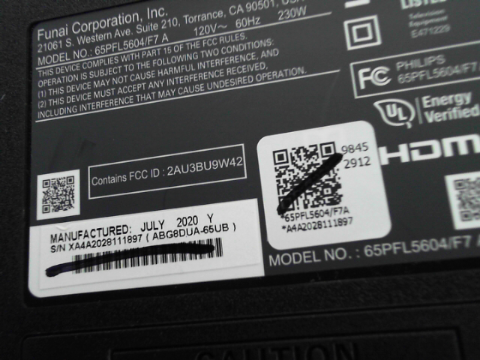 Funai Corporation, Inc.
21061 S. Western Ave. Suite 210, Torrance, CA 90501,
MODEL NO.: 65PFL5604/F7 A 120V~ 60Hz 230W
THIS DEVICE COMPLIES WITH PART 15 OF THE FCC RULES.
OPERATION IS SUBJECT TO THE FOLLOWING TWO CONDITIONS:
(1) THIS DEVICE MAY NOT CAUSE HARMFUL INTERFERENCE, AND
(2) THIS DEVICE MUST ACCEPT ANY INTERFERENCE RECEIVED,
INCLUDING INTERFERENCE THAT MAY CAUSE UNDESIRED OPERATION.
LISTED
E471229
FC PHILIPS
65PFL5604/F7
UL Energy
Verified
HDMI
Contains FCC ID : 2AU3BU9W42
9845
2912
65PFL5604/F7A
*A4A2028111897
MANUFACTURED: JULY 2020 Y
S/N XA4A2028111897 ( ABG8DUA-65UB )
MODEL NO.: 65PFL5604/F7
CAUTION